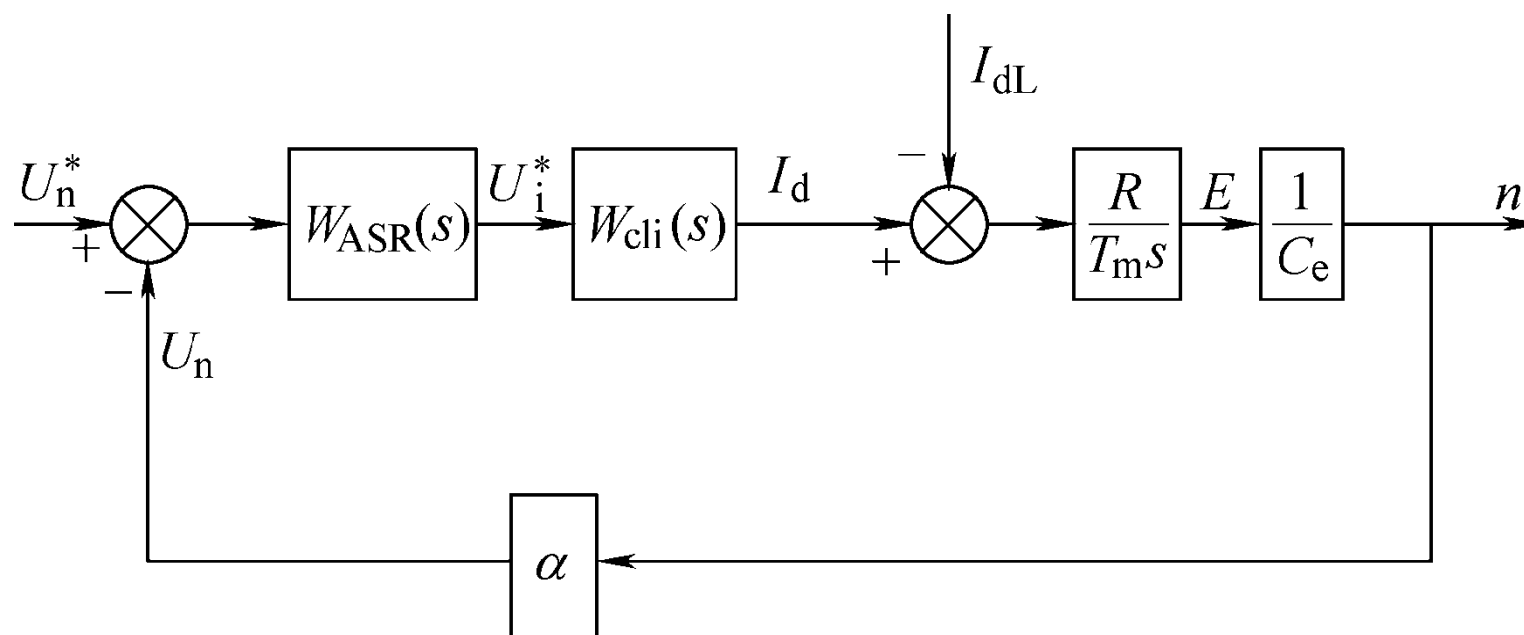 I_dL
U_n^* + − W_ASR(s) U_i^* W_cli(s) I_d + − R/(T_m s) E 1/C_e n
U_n
α